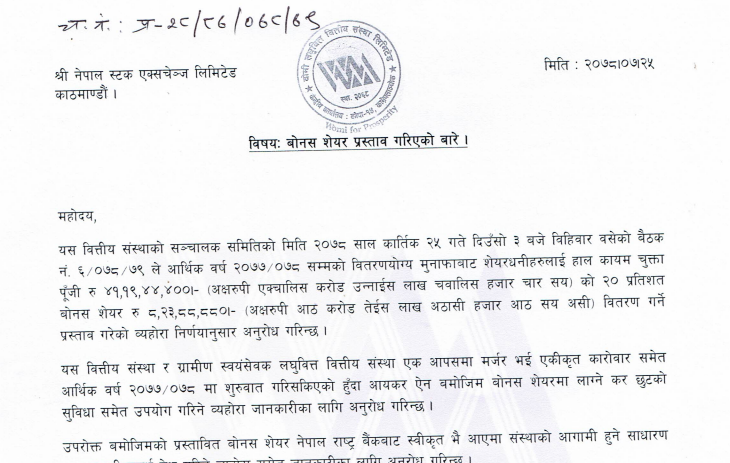 च. नं. : प्र-२८/८६/०७८/७९
वोमी लघुवित्त वित्तीय संस्था लिमिटेड
WM
स्था. २०६८
Womi for Prosperity
श्री नेपाल स्टक एक्सचेञ्ज लिमिटेड
मिति : २०७८।०७।२५
काठमाण्डौं ।
विषयः बोनस शेयर प्रस्ताव गरिएको बारे ।
महोदय,
यस वित्तीय संस्थाको सञ्चालक समितिको मिति २०७८ साल कार्तिक २५ गते दिउँसो ३ बजे विहिवार वसेको बैठक
नं. ६/०७८/७९ ले आर्थिक वर्ष २०७७/०७८ सम्मको वितरणयोग्य मुनाफावाट शेयरधनीहरुलाई हाल कायम चुक्ता
पूँजी रु ४१,१९,४४,४००।- (अक्षरुपी एक्चालिस करोड उन्नाईस लाख चवालिस हजार चार सय) को २० प्रतिशत
बोनस शेयर रु ८,२३,८८,८८०।- (अक्षरुपी आठ करोड तेईस लाख अठासी हजार आठ सय असी) वितरण गर्ने
प्रस्ताव गरेको व्यहोरा निर्णयानुसार अनुरोध गरिन्छ ।
यस वित्तीय संस्था र ग्रामीण स्वयंसेवक लघुवित्त वित्तीय संस्था एक आपसमा मर्जर भई एकीकृत कारोवार समेत
आर्थिक वर्ष २०७७/०७८ मा शुरुवात गरिसकिएको हुँदा आयकर ऐन बमोजिम बोनस शेयरमा लाग्ने कर छुटको
सुविधा समेत उपयोग गरिने व्यहोरा जानकारीका लागि अनुरोध गरिन्छ ।
उपरोक्त बमोजिमको प्रस्तावित बोनस शेयर नेपाल राष्ट्र बैंकवाट स्वीकृत भै आएमा संस्थाको आगामी हुने साधारण